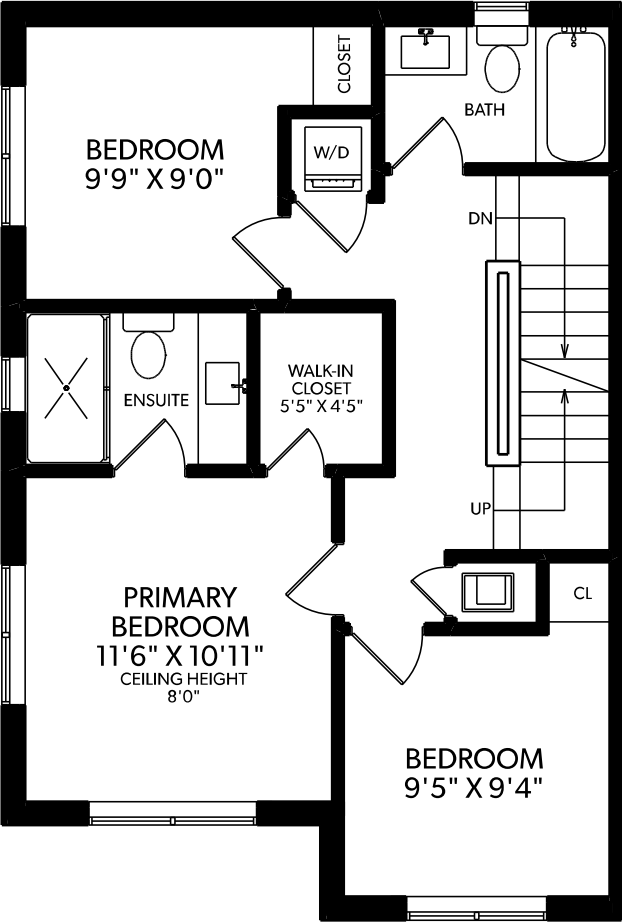 CLOSET
BATH
W/D
BEDROOM
9'9" X 9'0"
DN
WALK-IN
CLOSET
5'5" X 4'5"
ENSUITE
UP
PRIMARY
BEDROOM
11'6" X 10'11"
CEILING HEIGHT
8'0"
CL
BEDROOM
9'5" X 9'4"